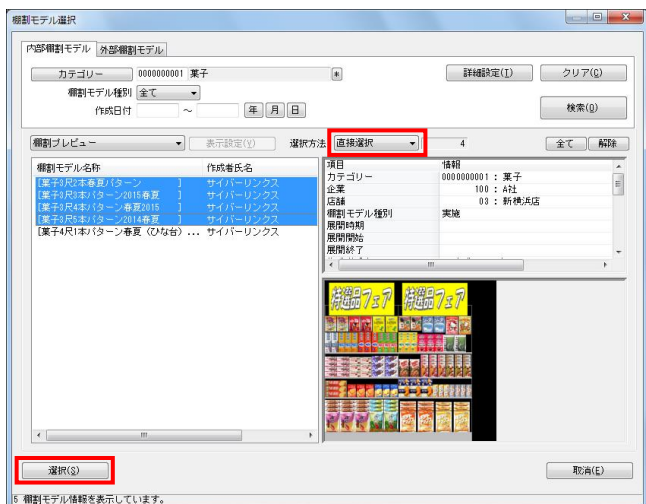 棚割モデル選択
内部棚割モデル 外部棚割モデル
カテゴリー 0000000001 菓子 * 詳細設定(I) クリア(C)
棚割モデル種別 全て
作成日付 ～ 年 月 日 検索(Q)
棚割プレビュー 表示設定(V) 選択方法 直接選択 4 全て 解除
棚割モデル名称 作成者氏名
[菓子3尺2本春夏パターン ] サイバーリンクス
[菓子3尺3本パターン2015春夏 ] サイバーリンクス
[菓子3尺4本パターン春夏2015 ] サイバーリンクス
[菓子3尺5本パターン2014春夏 ] サイバーリンクス
[菓子4尺1本パターン春夏（ひな台）... サイバーリンクス
項目 情報
カテゴリー 0000000001 : 菓子
企業 100 : A社
店舗 03 : 新横浜店
棚割モデル種別 実施
展開時期
展開開始
展開終了
特選品フェア 特選品フェア
選択(S) 取消(E)
5 棚割モデル情報を表示しています。